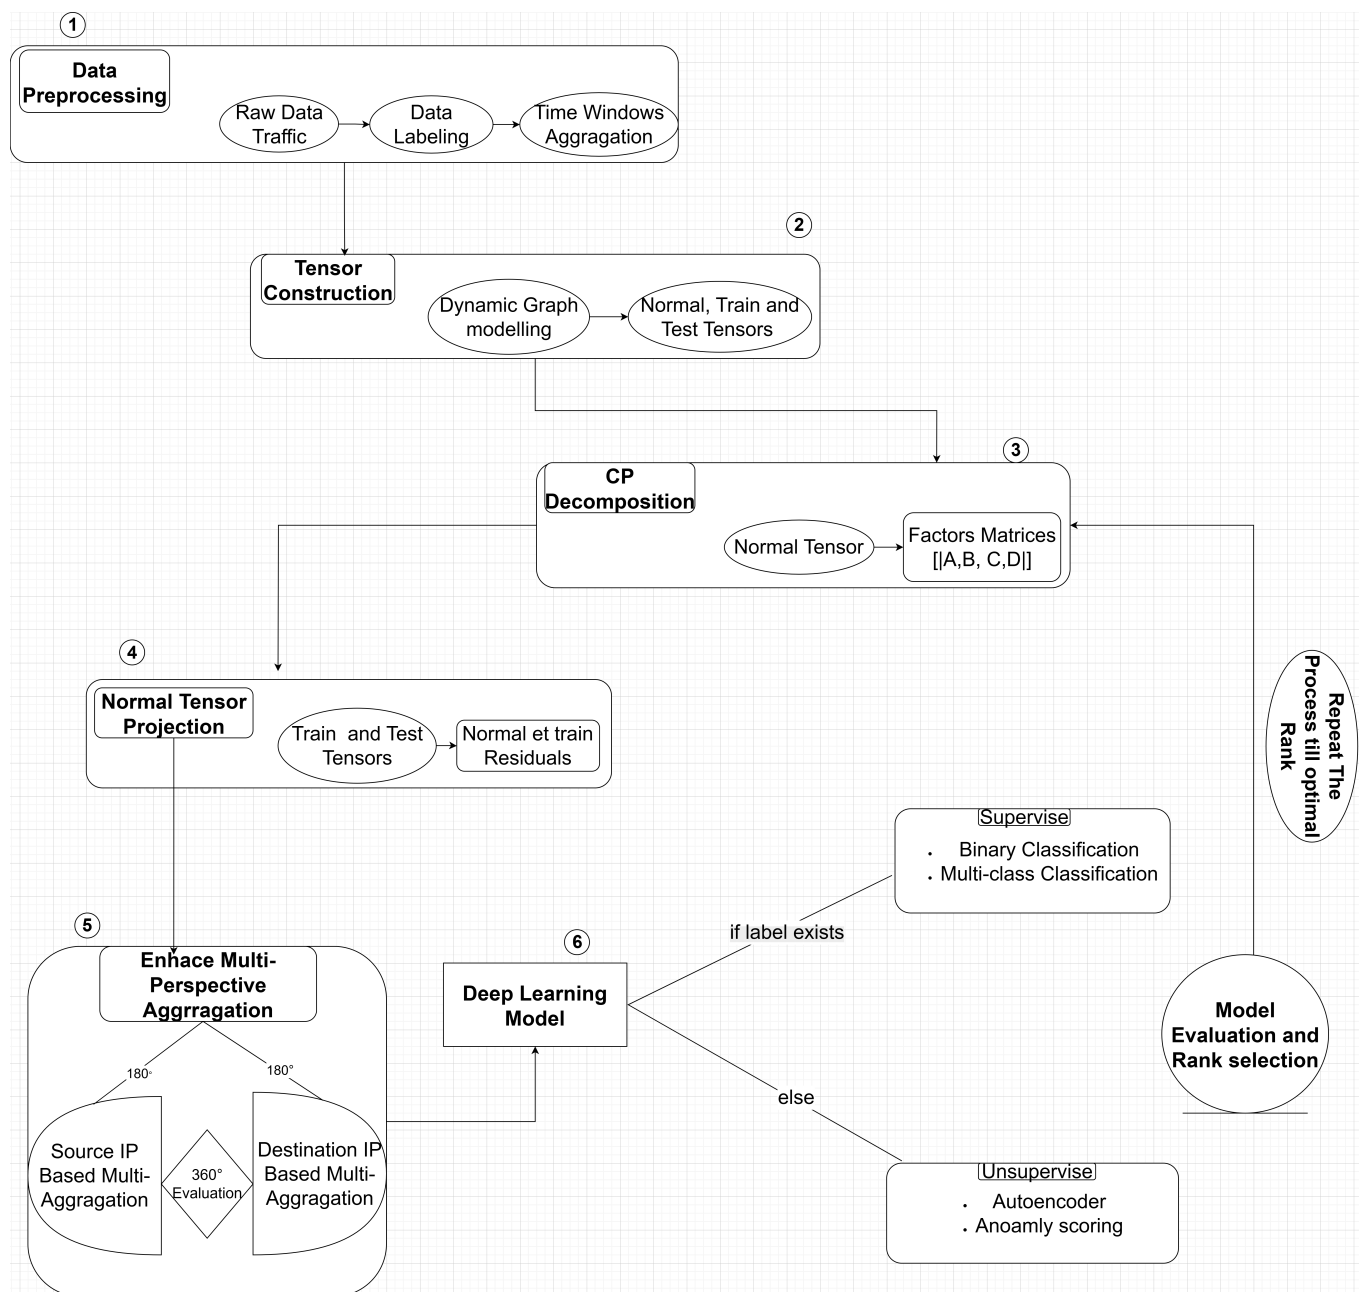 1
Data
Preprocessing
Raw Data
Traffic
Data
Labeling
Time Windows
Aggragation
2
Tensor
Construction
Dynamic Graph
modelling
Normal, Train and
Test Tensors
3
CP
Decomposition
Normal Tensor
Factors Matrices
[|A,B, C,D|]
4
Normal Tensor
Projection
Train  and Test
Tensors
Normal et train
Residuals
Repeat The
Process till optimal
Rank
5
Enhace Multi-
Perspective
Aggrragation
180°
180°
Source IP
Based Multi-
Aggragation
360°
Evaluation
Destination IP
Based Multi-
Aggragation
6
Deep Learning
Model
if label exists
else
Supervise
• Binary Classification
• Multi-class Classification
Unsupervise
• Autoencoder
• Anoamly scoring
Model
Evaluation and
Rank selection